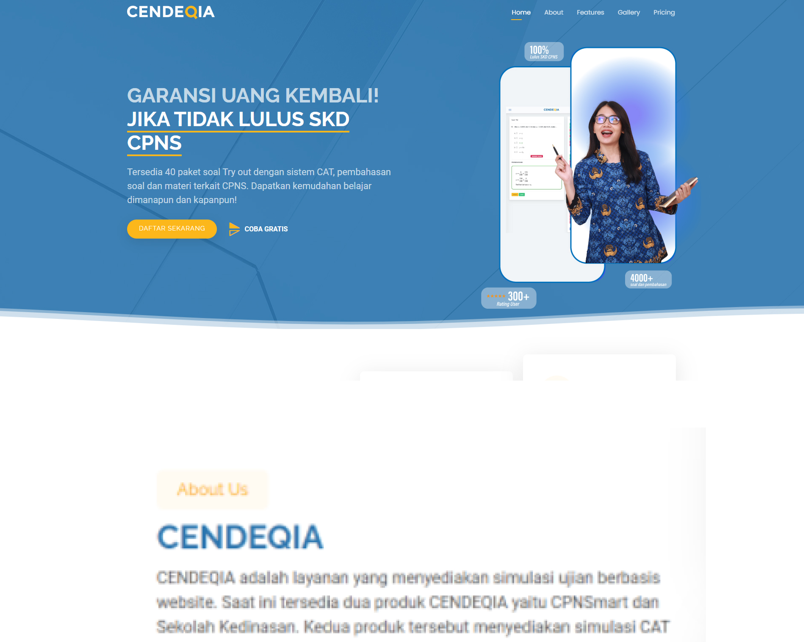 CENDEQIA
Home About Features Gallery Pricing
100%
Lulus SKD CPNS
GARANSI UANG KEMBALI!
JIKA TIDAK LULUS SKD
CPNS
Tersedia 40 paket soal Try out dengan sistem CAT, pembahasan
soal dan materi terkait CPNS. Dapatkan kemudahan belajar
dimanapun dan kapanpun!
DAFTAR SEKARANG
COBA GRATIS
4000+
Soal dan pembahasan
300+
Rating User
About Us
CENDEQIA
CENDEQIA adalah layanan yang menyediakan simulasi ujian berbasis
website. Saat ini tersedia dua produk CENDEQIA yaitu CPNSmart dan
Sekolah Kedinasan. Kedua produk tersebut menyediakan simulasi CAT